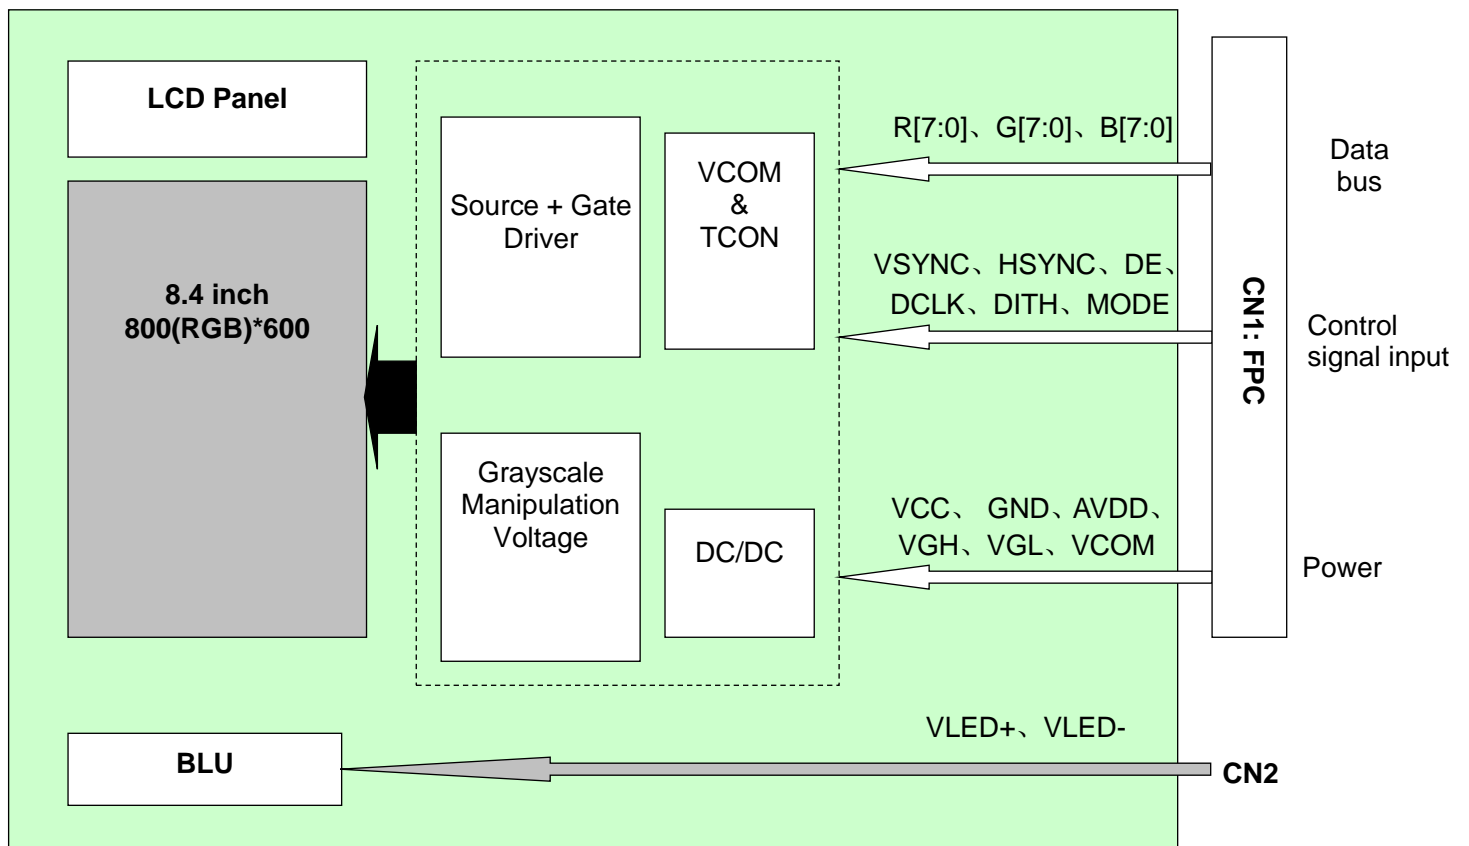 LCD Panel
8.4 inch
800(RGB)*600
Source + Gate
Driver
VCOM
&
TCON
Grayscale
Manipulation
Voltage
DC/DC
R[7:0]、G[7:0]、B[7:0]
VSYNC、HSYNC、DE、
DCLK、DITH、MODE
VCC、 GND、AVDD、
VGH、VGL、VCOM
CN1: FPC
Data
bus
Control
signal input
Power
BLU
VLED+、VLED-
CN2